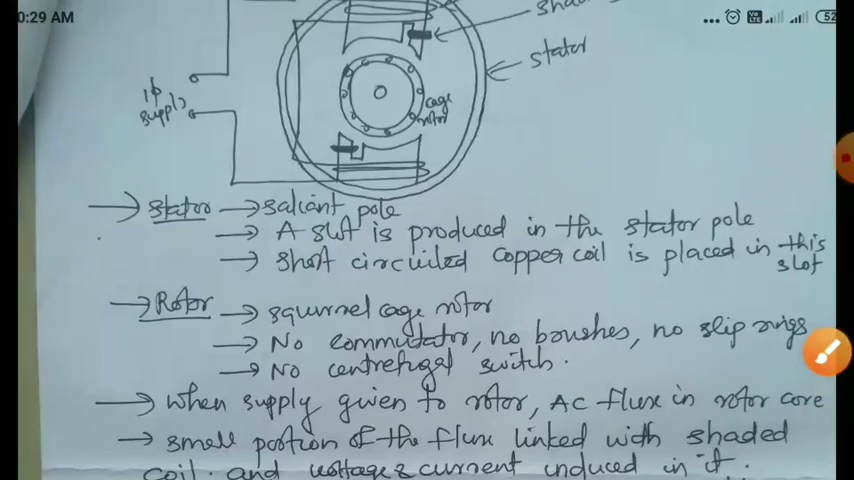 0:29 AM
52
shad
stator
1ϕ
supply
cage
rotor
→ stator → saliant pole
→ A slot is produced in the stator pole
→ short circuited copper coil is placed in this
slot
→ Rotor → squirrel cage rotor
→ No commutator, no brushes, no slip rings
→ No centrefugal switch.
→ when supply given to rotor, AC flux in rotor core
→ small portion of the flux linked with shaded
coil. and voltage & current induced in it.